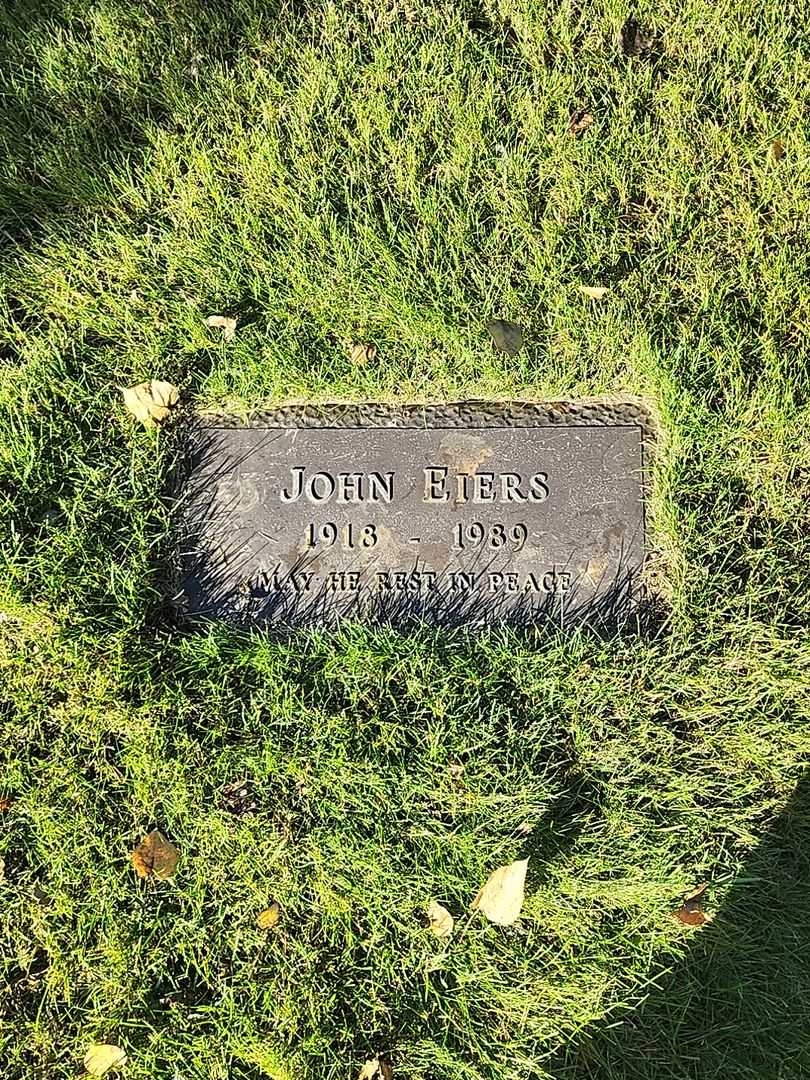 JOHN EIERS
1918 - 1989
MAY HE REST IN PEACE